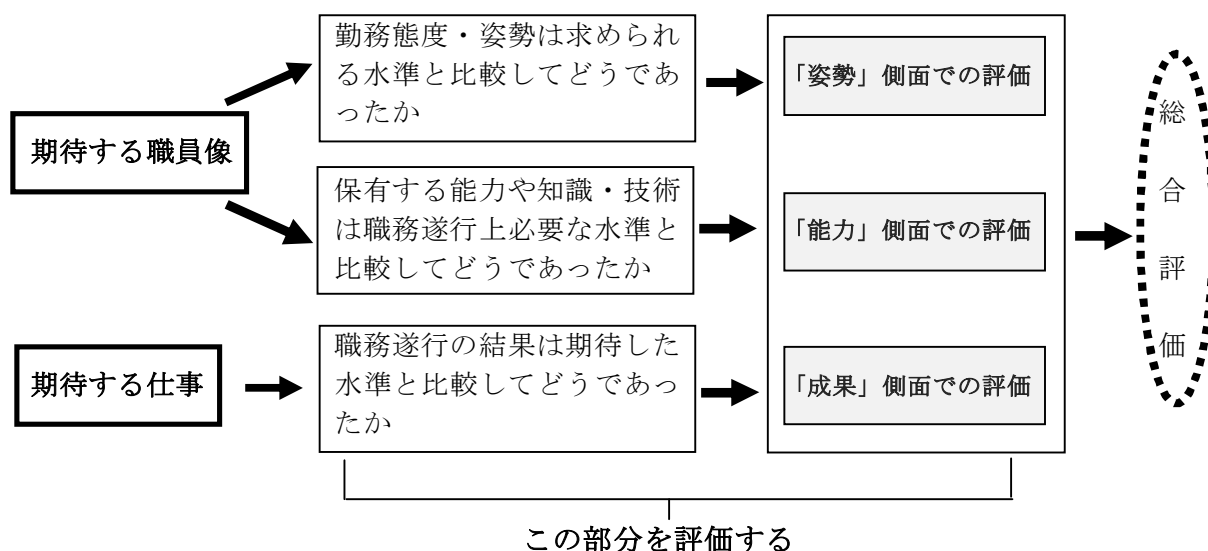 期待する職員像
勤務態度・姿勢は求められ
る水準と比較してどうであ
ったか
「姿勢」側面での評価
保有する能力や知識・技術
は職務遂行上必要な水準と
比較してどうであったか
「能力」側面での評価
期待する仕事
職務遂行の結果は期待した
水準と比較してどうであっ
たか
「成果」側面での評価
総
合
評
価
この部分を評価する